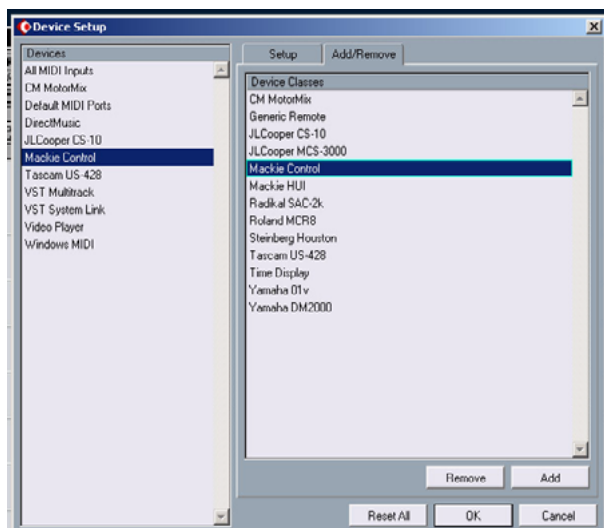 Device Setup
Devices
All MIDI Inputs
CM MotorMix
Default MIDI Ports
DirectMusic
JLCooper CS-10
Mackie Control
Tascam US-428
VST Multitrack
VST System Link
Video Player
Windows MIDI
Setup
Add/Remove
Device Classes
CM MotorMix
Generic Remote
JLCooper CS-10
JLCooper MCS-3000
Mackie Control
Mackie HUI
Radikal SAC-2k
Roland MCR8
Steinberg Houston
Tascam US-428
Time Display
Yamaha 01v
Yamaha DM2000
Remove
Add
Reset All
OK
Cancel